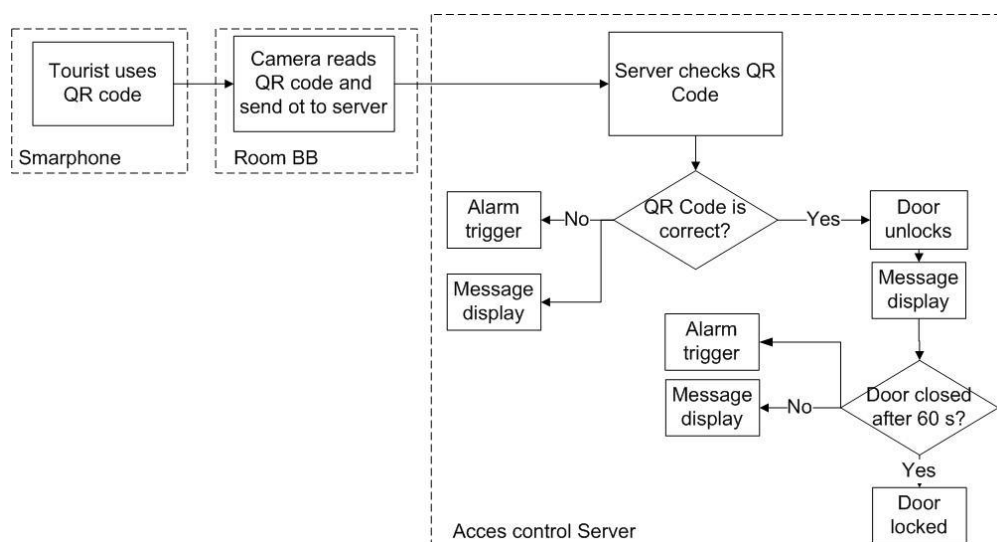 Tourist uses
QR code
Smarphone
Camera reads
QR code and
send ot to server
Room BB
Server checks QR
Code
QR Code is
correct?
No
Alarm
trigger
Message
display
Yes
Door
unlocks
Message
display
Door closed
after 60 s?
Alarm
trigger
No
Message
display
Yes
Door
locked
Acces control Server